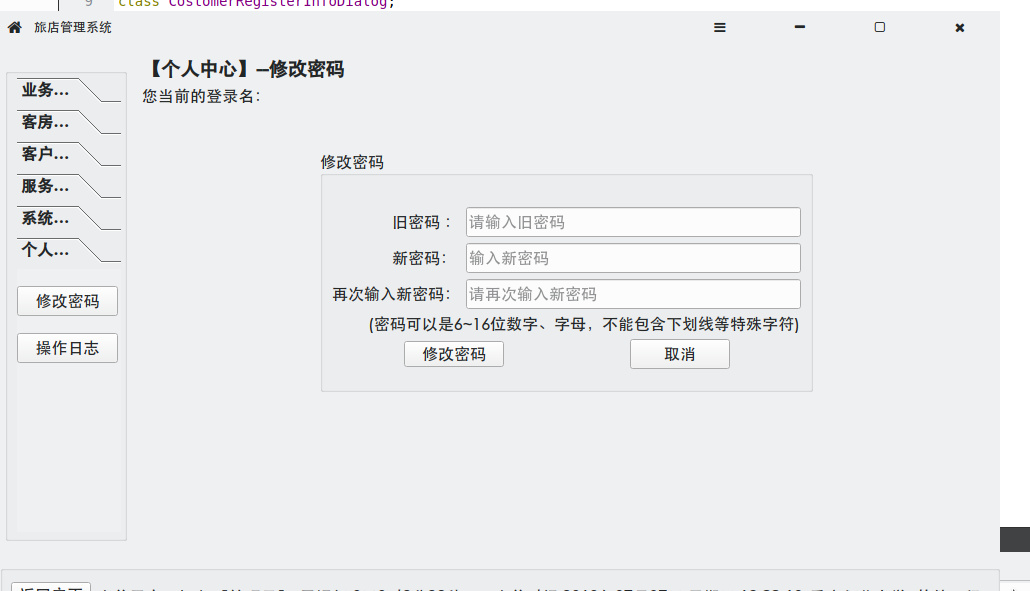 9 class CostomerRegisterInfoDialog;
旅店管理系统
【个人中心】--修改密码
您当前的登录名:
业务...
客房...
客户...
服务...
系统...
个人...
修改密码
操作日志
修改密码
旧密码 :
请输入旧密码
新密码:
输入新密码
再次输入新密码:
请再次输入新密码
(密码可以是6~16位数字、字母，不能包含下划线等特殊字符)
修改密码
取消